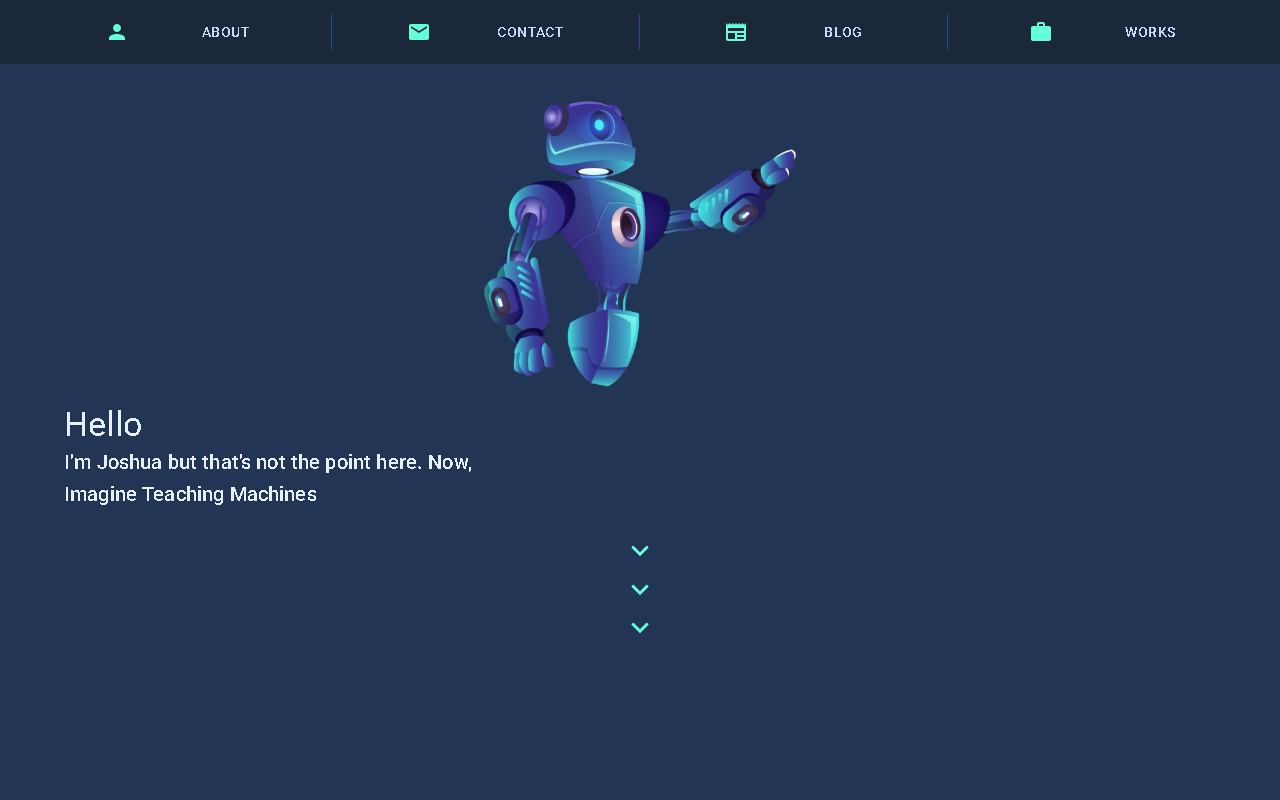 ABOUT
CONTACT
BLOG
WORKS
Hello
I'm Joshua but that's not the point here. Now,
Imagine Teaching Machines